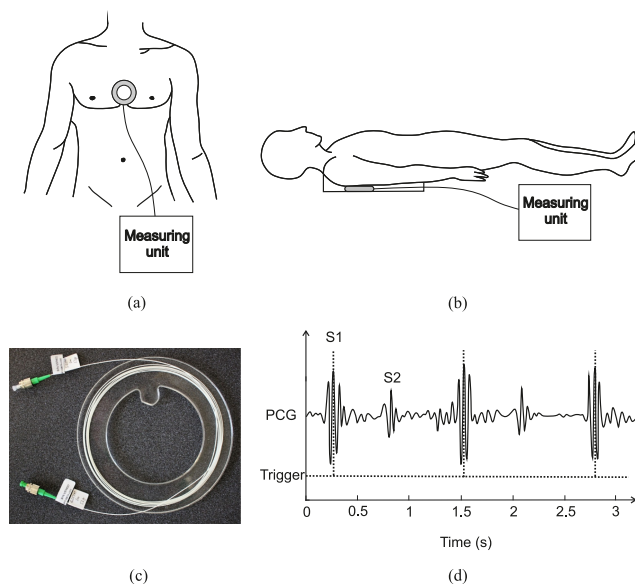 Measuring
unit
(a)
Measuring
unit
(b)
(c)
S1
S2
PCG
Trigger
0 0.5 1 1.5 2 2.5 3
Time (s)
(d)